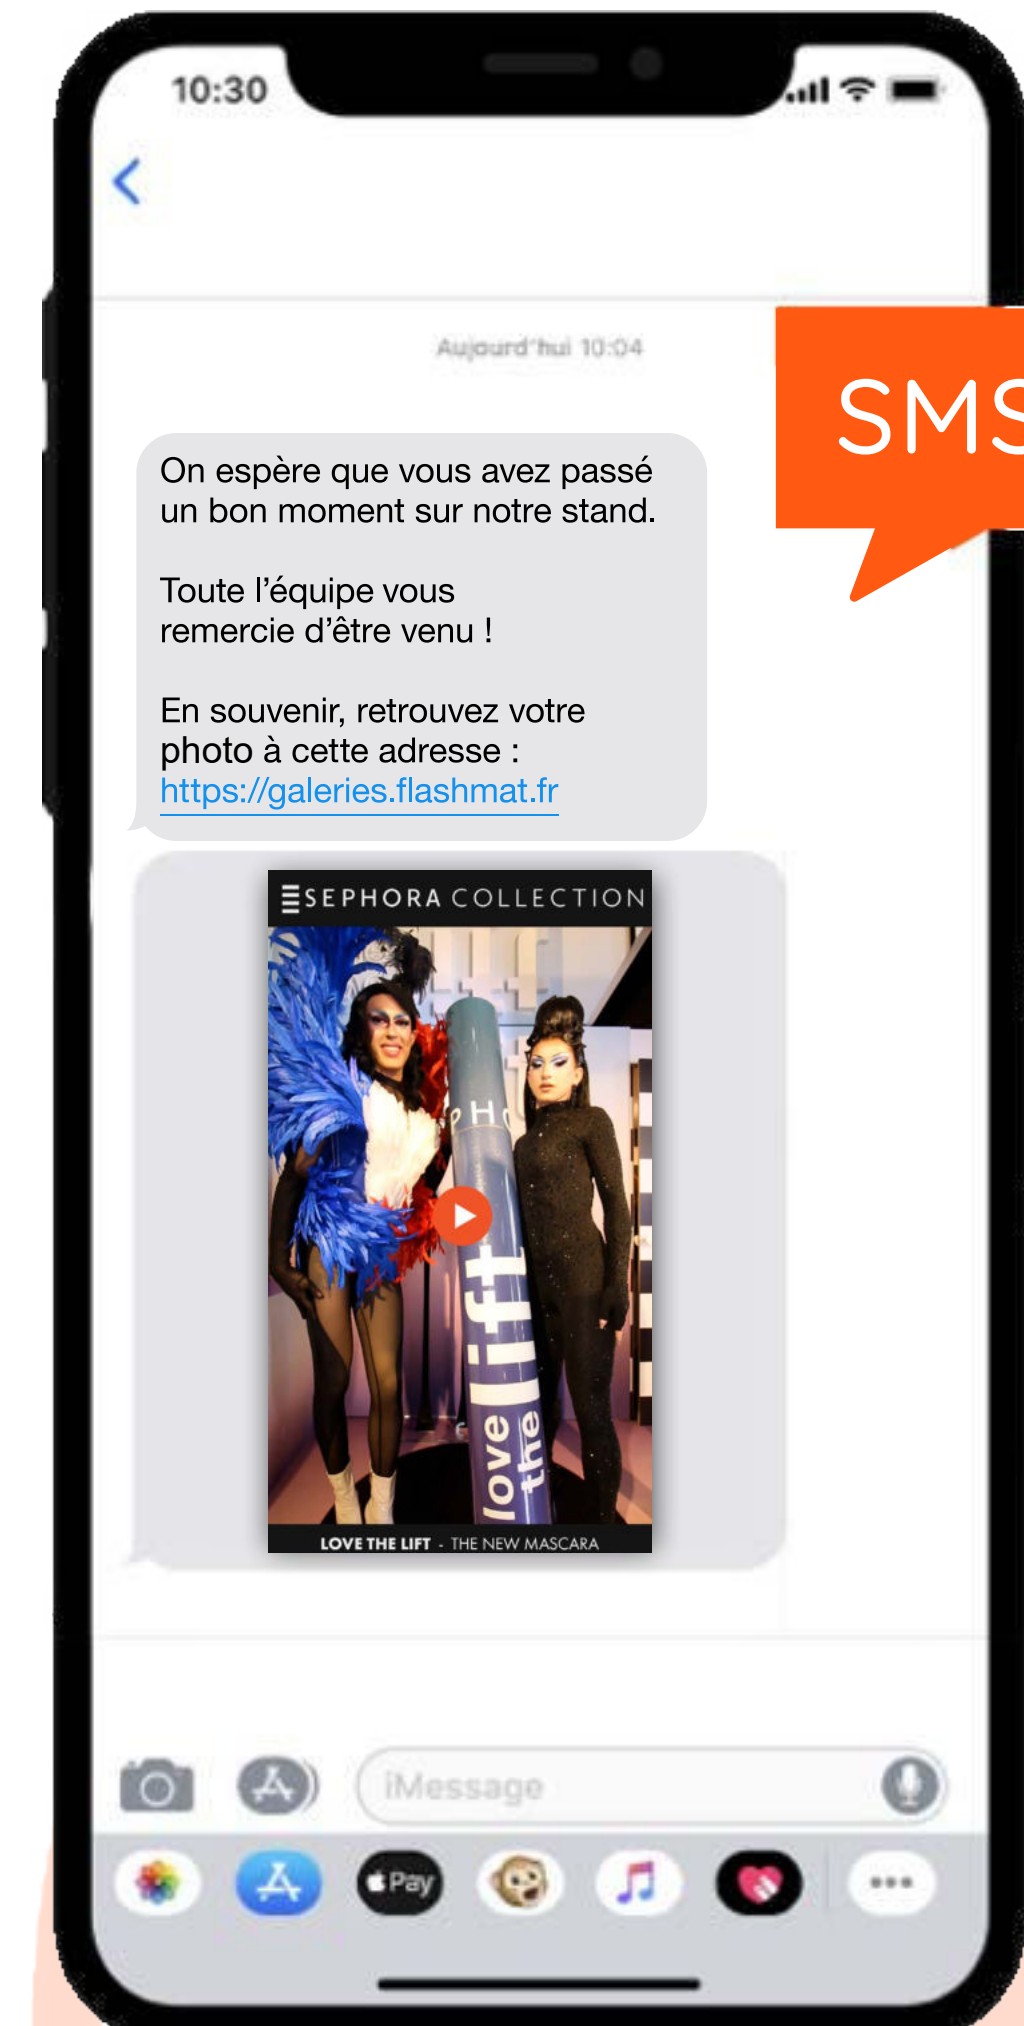 10:30
Aujourd'hui 10:04
SMS
On espère que vous avez passé
un bon moment sur notre stand.
Toute l’équipe vous
remercie d’être venu !
En souvenir, retrouvez votre
photo à cette adresse :
https://galeries.flashmat.fr
SEPHORA COLLECTION
PHO
love
the lift
LOVE THE LIFT - THE NEW MASCARA
iMessage
Pay